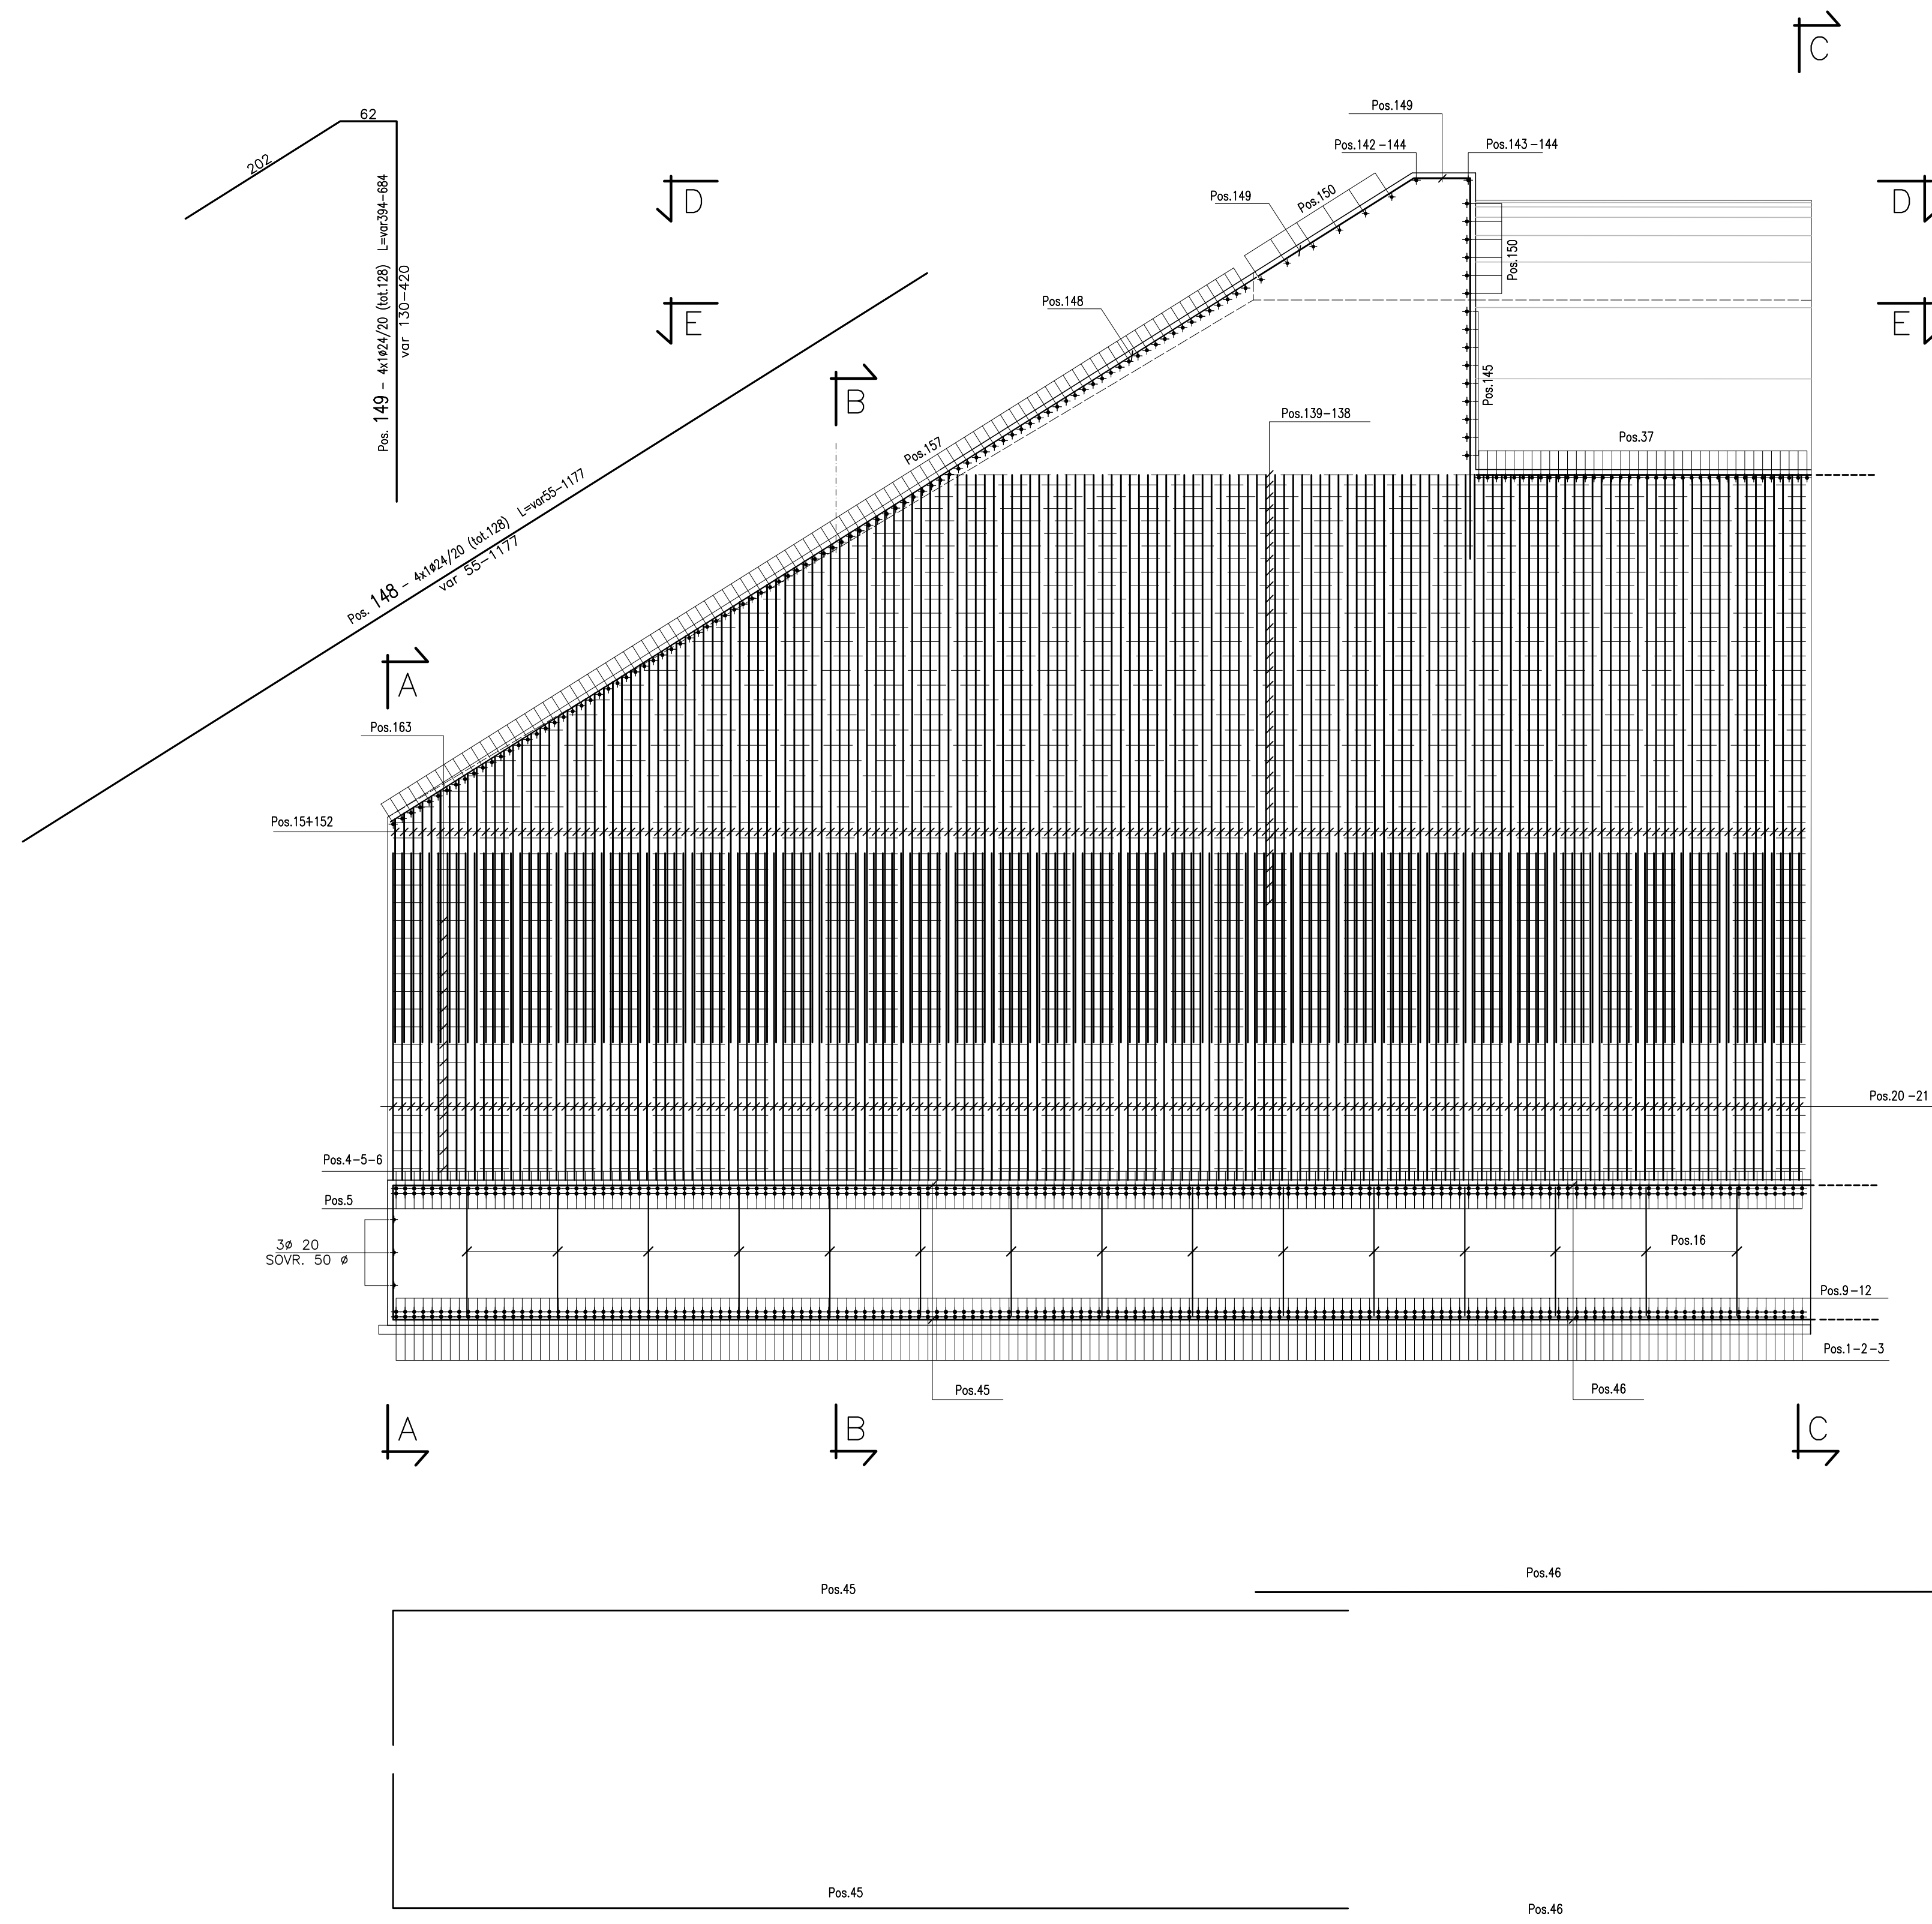 C
Pos.149
62
Pos.142-144
Pos.143-144
202
D
Pos.149
Pos.150
D
Pos. 149 - 4x1ø24/20 (tot.128) L=var394-684
var 130-420
Pos.150
E
Pos.148
E
Pos.145
B
Pos.139-138
Pos.37
Pos.157
Pos. 148 - 4x1ø24/20 (tot.128) L=var55-1177
var 55-1177
A
Pos.163
Pos.151+152
Pos.20-21
Pos.4-5-6
Pos.5
3ø 20
SOVR. 50 ø
Pos.16
Pos.9-12
Pos.1-2-3
Pos.45
Pos.46
A
B
C
Pos.46
Pos.45
Pos.45
Pos.46